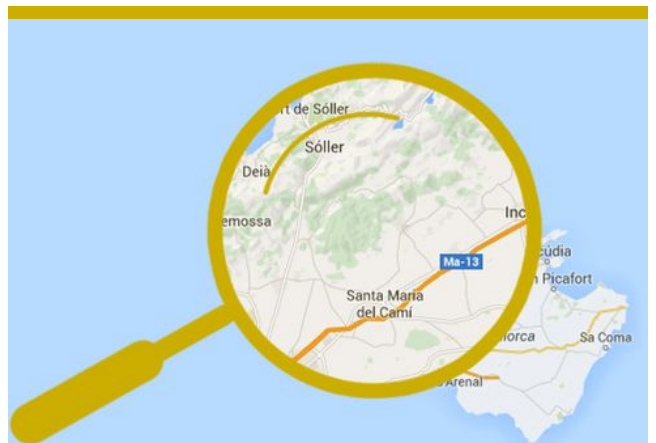 rt de Sóller
Sóller
Deià
emossa
Inc
Ma-13
cúdia
n Picafort
Santa Maria
del Camí
lorca
Sa Coma
Arenal